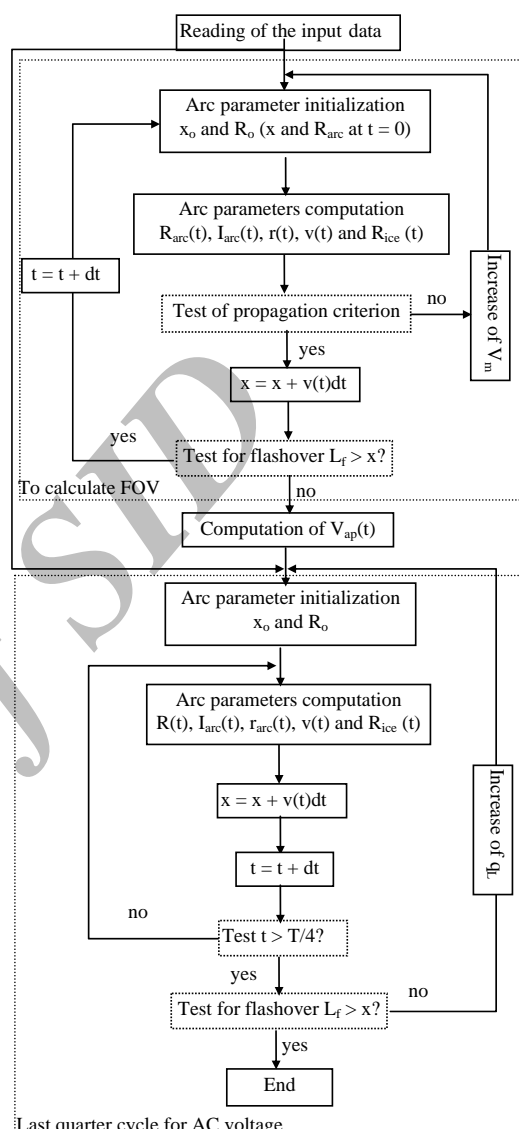 Reading of the input data
Arc parameter initialization
xₒ and Rₒ (x and Rₐᵣc at t = 0)
Arc parameters computation
Rarc(t), Iarc(t), r(t), v(t) and Rice (t)
t = t + dt
Test of propagation criterion
no
Increase of Vm
yes
x = x + v(t)dt
yes
Test for flashover Lf > x?
To calculate FOV
no
Computation of Vap(t)
Arc parameter initialization
xo and Ro
Arc parameters computation
R(t), Iarc(t), rarc(t), v(t) and Rice (t)
x = x + v(t)dt
Increase of qL
t = t + dt
no
Test t > T/4?
yes
Test for flashover Lf > x?
no
yes
End
Last quarter cycle for AC voltage
J SID